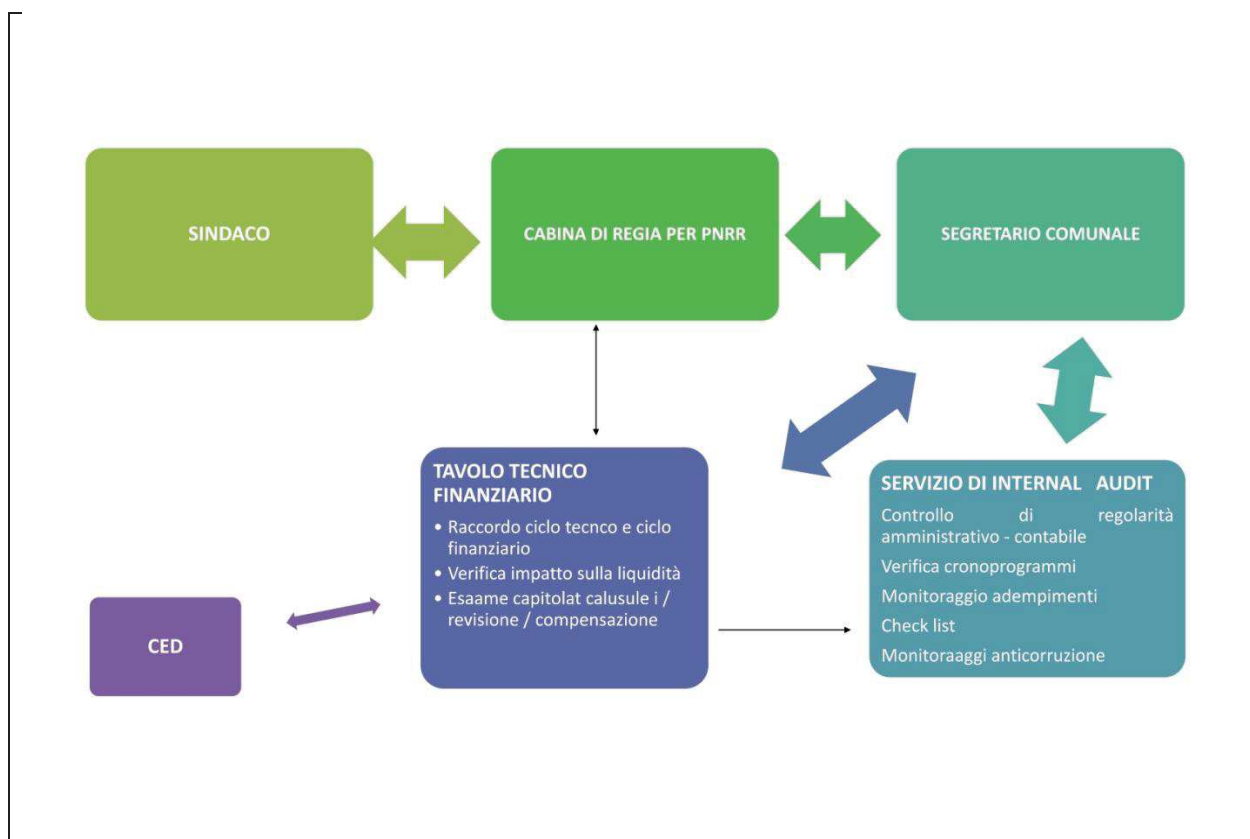 SINDACO
CABINA DI REGIA PER PNRR
SEGRETARIO COMUNALE
TAVOLO TECNICO
FINANZIARIO
• Raccordo ciclo tecnco e ciclo
finanziario
• Verifica impatto sulla liquidità
• Esaame capitolat calusule i /
revisione / compensazione
SERVIZIO DI INTERNAL AUDIT
Controllo di regolarità
amministrativo - contabile
Verifica cronoprogrammi
Monitoraggio adempimenti
Check list
Monitoraaggi anticorruzione
CED